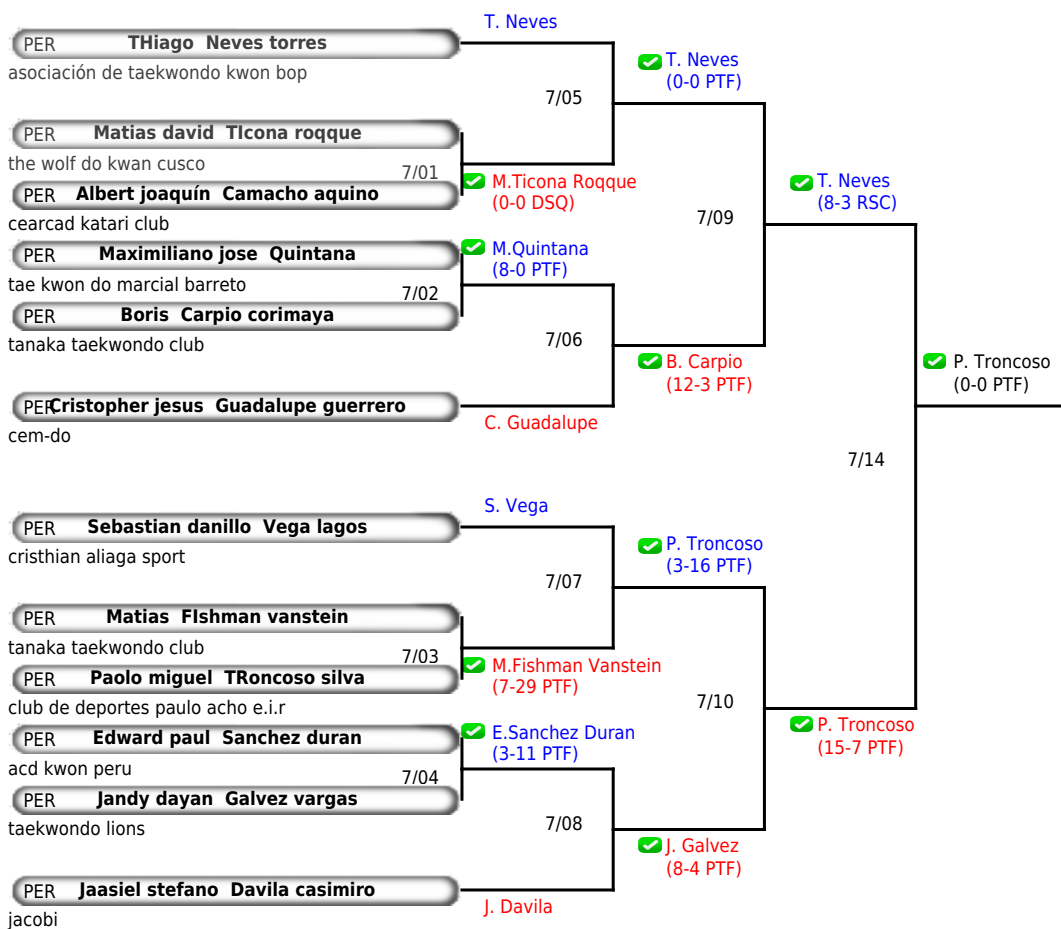 T. Neves
PER THiago Neves torres
asociación de taekwondo kwon bop
T. Neves
(0-0 PTF)
7/05
PER Matias david TIcona roqque
the wolf do kwan cusco
7/01
M.Ticona Roqque
(0-0 DSQ)
PER Albert joaquín Camacho aquino
cearcad katari club
T. Neves
(8-3 RSC)
7/09
PER Maximiliano jose Quintana
tae kwon do marcial barreto
M.Quintana
(8-0 PTF)
7/02
PER Boris Carpio corimaya
tanaka taekwondo club
7/06
B. Carpio
(12-3 PTF)
P. Troncoso
(0-0 PTF)
PER Cristopher jesus Guadalupe guerrero
cem-do
C. Guadalupe
7/14
S. Vega
PER Sebastian danillo Vega lagos
cristhian aliaga sport
P. Troncoso
(3-16 PTF)
7/07
PER Matias FIshman vanstein
tanaka taekwondo club
7/03
M.Fishman Vanstein
(7-29 PTF)
PER Paolo miguel TRoncoso silva
club de deportes paulo acho e.i.r
7/10
P. Troncoso
(15-7 PTF)
PER Edward paul Sanchez duran
acd kwon peru
E.Sanchez Duran
(3-11 PTF)
7/04
PER Jandy dayan Galvez vargas
taekwondo lions
7/08
J. Galvez
(8-4 PTF)
PER Jaasiel stefano Davila casimiro
jacobi
J. Davila